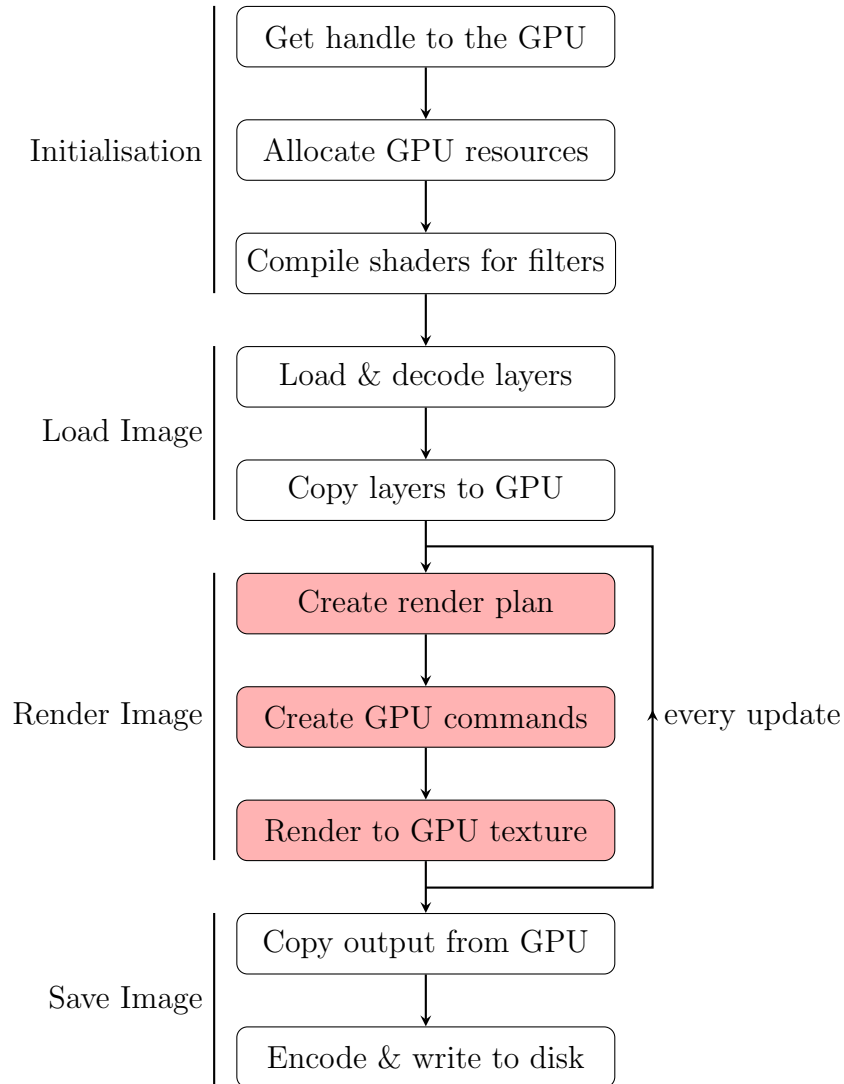 Get handle to the GPU
Initialisation
Allocate GPU resources
Compile shaders for filters
Load & decode layers
Load Image
Copy layers to GPU
Create render plan
Render Image
Create GPU commands
every update
Render to GPU texture
Copy output from GPU
Save Image
Encode & write to disk